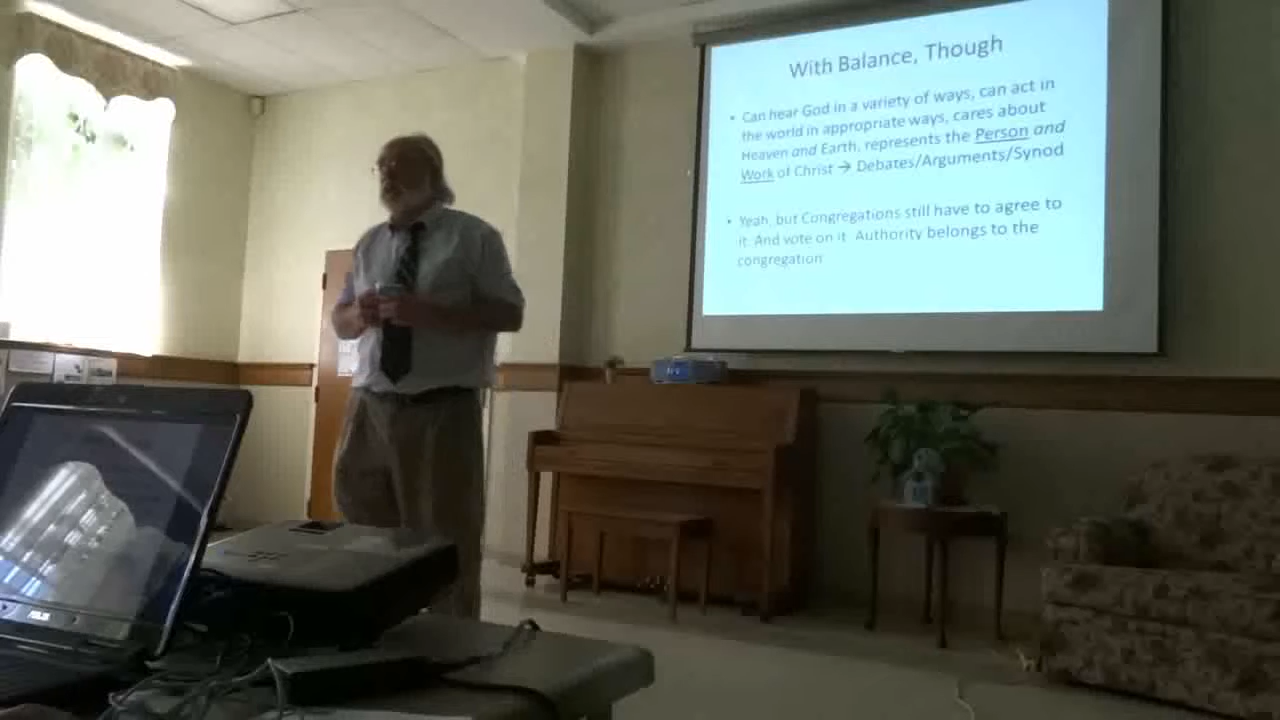 With Balance, Though
• Can hear God in a variety of ways, can act in
the world in appropriate ways, cares about
Heaven and Earth, represents the Person and
Work of Christ → Debates/Arguments/Synod
• Yeah, but Congregations still have to agree to
it. And vote on it. Authority belongs to the
congregation
ASUS